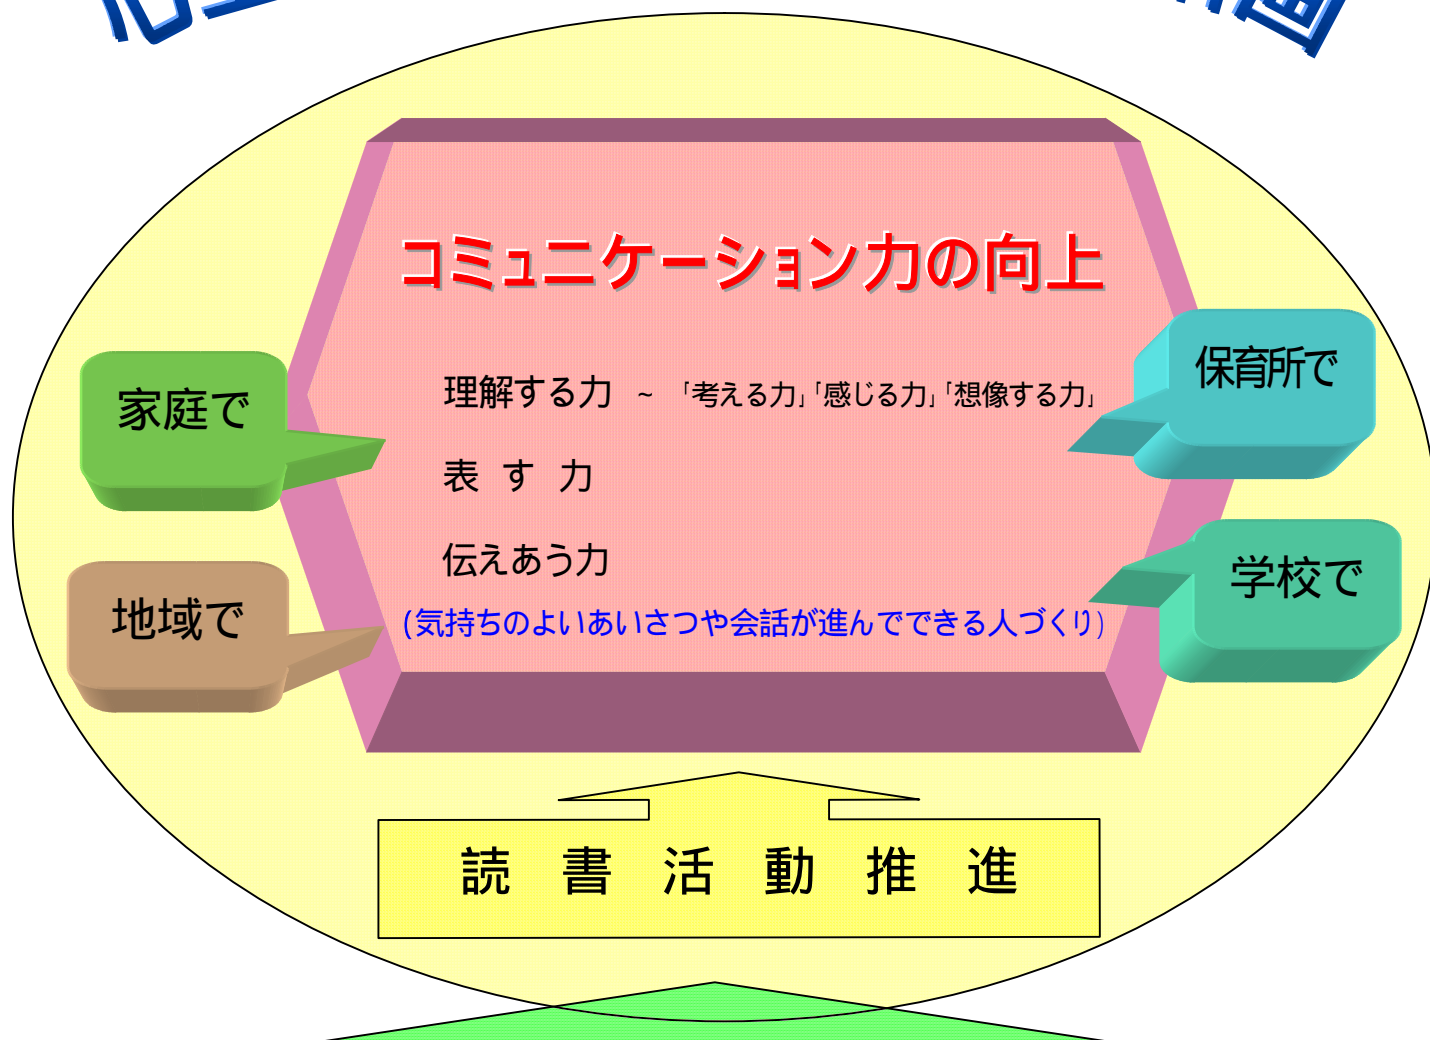 コミュニケーション力の向上
理解する力 ~ 「考える力」「感じる力」「想像する力」
表 す 力
伝えあう力
(気持ちのよいあいさつや会話が進んでできる人づくり)
家庭で
保育所で
地域で
学校で
読 書 活 動 推 進